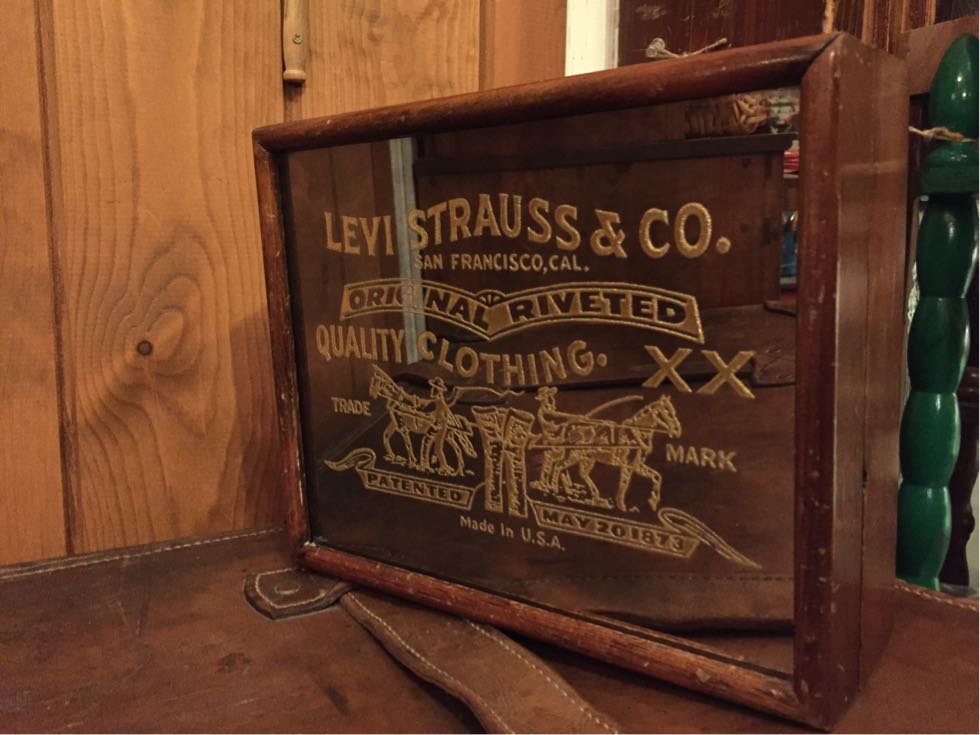 LEVI STRAUSS & CO.
SAN FRANCISCO, CAL.
ORIGINAL RIVETED
QUALITY CLOTHING. XX
TRADE MARK
PATENTED MAY 20 1873
Made in U.S.A.